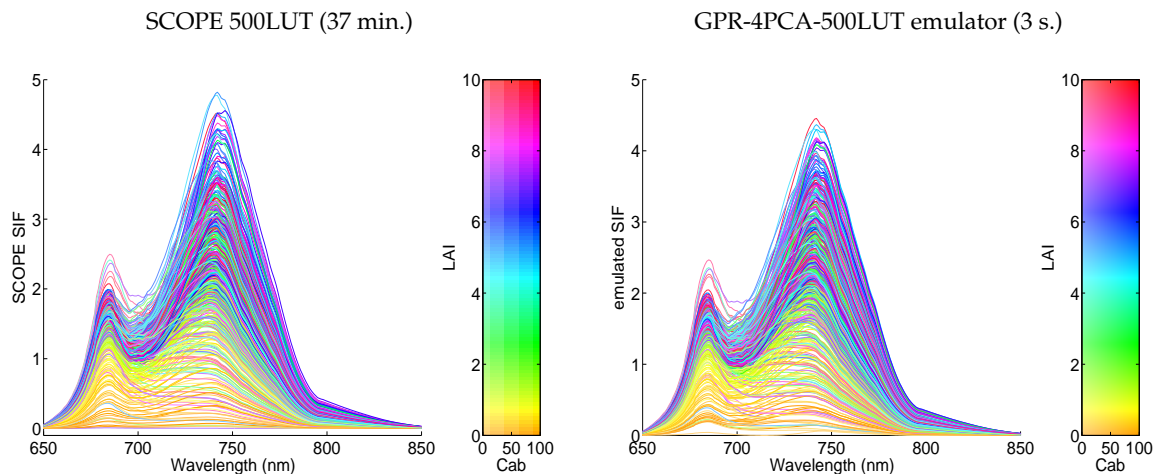 SCOPE 500LUT (37 min.)
GPR-4PCA-500LUT emulator (3 s.)
5
4
3
2
1
0
SCOPE SIF
650
700
750
800
850
Wavelength (nm)
10
8
6
4
2
0
LAI
0 50 100
Cab
5
4
3
2
1
0
emulated SIF
650
700
750
800
850
Wavelength (nm)
10
8
6
4
2
0
LAI
0 50 100
Cab